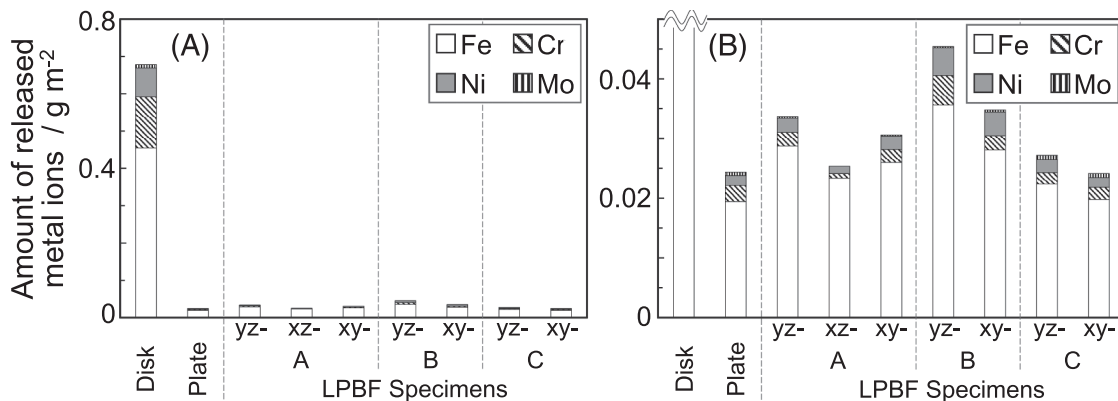 Amount of released
metal ions / g m⁻²
0.8
0.4
0
(A)
Fe Cr
Ni Mo
yz- xz- xy- yz- xy- yz- xy-
Disk Plate A B C
LPBF Specimens
0.04
0.02
0
(B)
Fe Cr
Ni Mo
yz- xz- xy- yz- xy- yz- xy-
Disk Plate A B C
LPBF Specimens